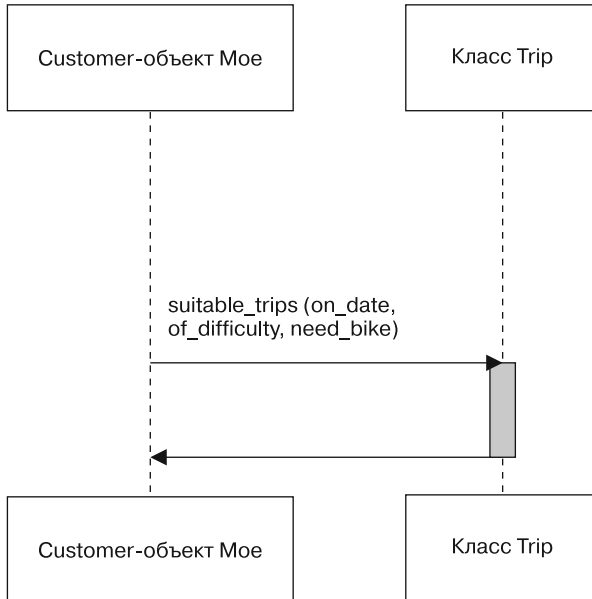 Customer-объект Moe
Класс Trip
suitable_trips (on_date,
of_difficulty, need_bike)
Customer-объект Moe
Класс Trip